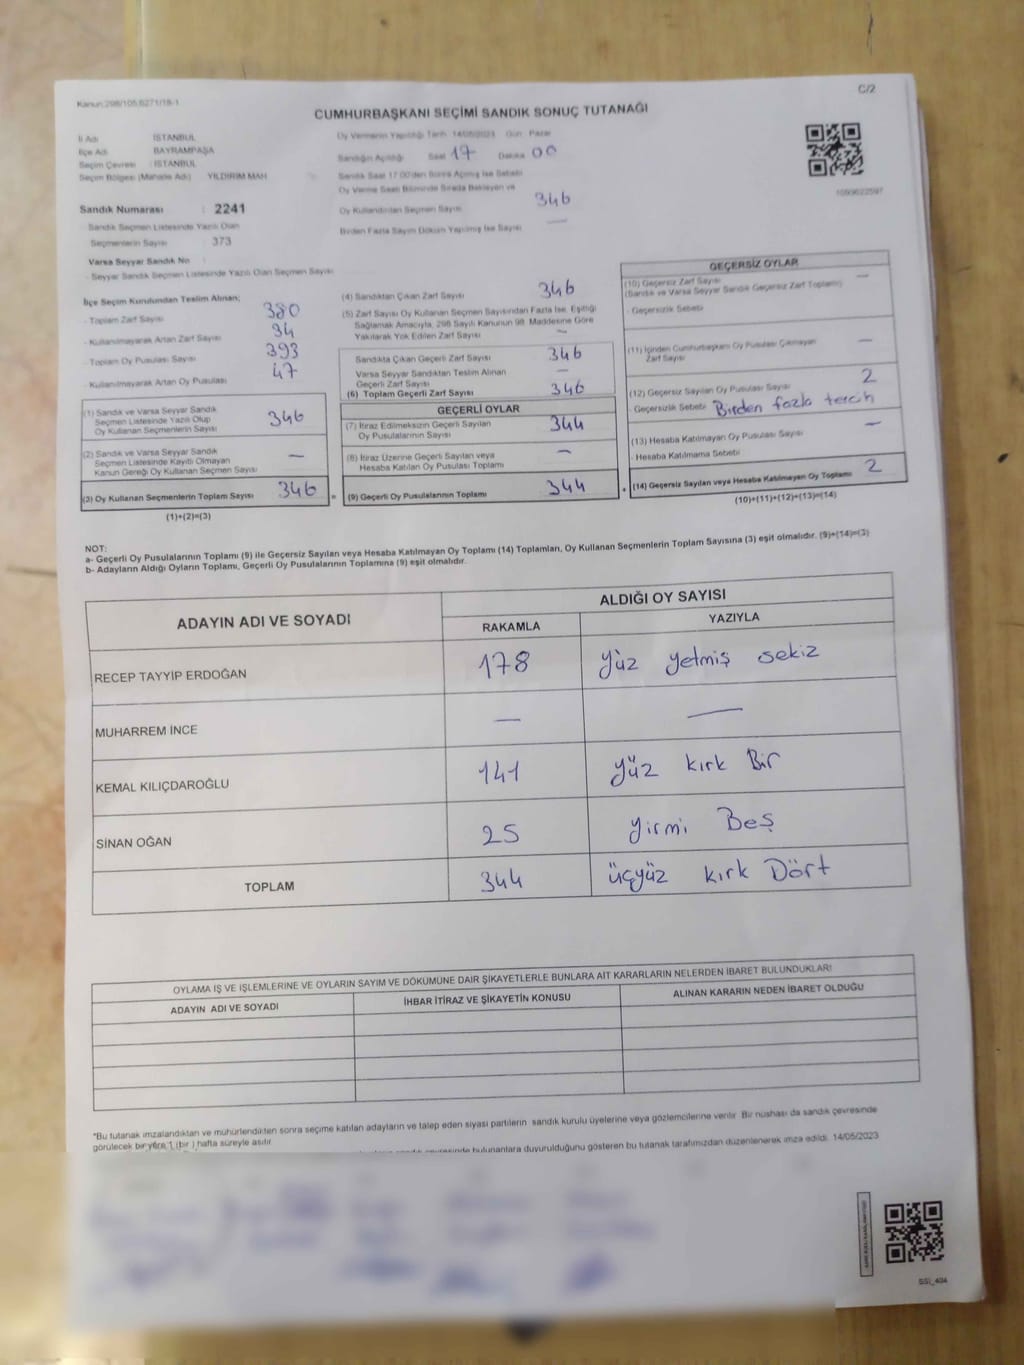 Kanun:298/105,6271/18-1
C/2
CUMHURBAŞKANI SEÇİMİ SANDIK SONUÇ TUTANAĞI
İl Adı : İSTANBUL
İlçe Adı : BAYRAMPAŞA
Seçim Çevresi : İSTANBUL
Seçim Bölgesi (Mahalle Adı) YILDIRIM MAH
Sandık Numarası : 2241
Sandık Seçmen Listesinde Yazılı Olan
Seçmenlerin Sayısı : 373
Varsa Seyyar Sandık No :
- Seyyar Sandık Seçmen Listesinde Yazılı Olan Seçmen Sayısı
Oy Vermenin Yapıldığı Tarih 14/05/2023 Gün Pazar
Sandığın Açıldığı Saat 17 Dakika 00
Sandık Saat 17:00'den Sonra Açılmış İse Sebebi
Oy Verme Saati Bitiminde Sırada Bekleyen ve
Oy Kullandırılan Seçmen Sayısı 346
Birden Fazla Sayım Döküm Yapılmış İse Sayısı —
İlçe Seçim Kurulundan Teslim Alınan;
- Toplam Zarf Sayısı 380
- Kullanılmayarak Artan Zarf Sayısı 34
- Toplam Oy Pusulası Sayısı 393
- Kullanılmayarak Artan Oy Pusulası 47
(1) Sandık ve Varsa Seyyar Sandık
Seçmen Listesinde Yazılı Olup
Oy Kullanan Seçmenlerin Sayısı 346
(2) Sandık ve Varsa Seyyar Sandık
Seçmen Listesinde Kayıtlı Olmayan
Kanun Gereği Oy Kullanan Seçmen Sayısı —
(3) Oy Kullanan Seçmenlerin Toplam Sayısı 346
(1)+(2)=(3)
(4) Sandıktan Çıkan Zarf Sayısı 346
(5) Zarf Sayısı Oy Kullanan Seçmen Sayısından Fazla İse, Eşitliği
Sağlamak Amacıyla, 298 Sayılı Kanunun 98. Maddesine Göre
Yakılarak Yok Edilen Zarf Sayısı —
Sandıkta Çıkan Geçerli Zarf Sayısı 346
Varsa Seyyar Sandıktan Teslim Alınan
Geçerli Zarf Sayısı —
(6) Toplam Geçerli Zarf Sayısı 346
GEÇERLİ OYLAR
(7) İtiraz Edilmeksizin Geçerli Sayılan
Oy Pusulalarının Sayısı 344
(8) İtiraz Üzerine Geçerli Sayılan veya
Hesaba Katılan Oy Pusulası Toplamı —
= (9) Geçerli Oy Pusulalarının Toplamı 344 +
GEÇERSİZ OYLAR
(10) Geçersiz Zarf Sayısı —
(Sandık ve Varsa Seyyar Sandık Geçersiz Zarf Toplamı)
- Geçersizlik Sebebi
(11) İçinden Cumhurbaşkanı Oy Pusulası Çıkmayan
Zarf Sayısı —
(12) Geçersiz Sayılan Oy Pusulası Sayısı 2
- Geçersizlik Sebebi Birden fazla tercih
(13) Hesaba Katılmayan Oy Pusulası Sayısı —
- Hesaba Katılmama Sebebi
(14) Geçersiz Sayılan veya Hesaba Katılmayan Oy Toplamı 2
(10)+(11)+(12)+(13)=(14)
NOT:
a- Geçerli Oy Pusulalarının Toplamı (9) ile Geçersiz Sayılan veya Hesaba Katılmayan Oy Toplamı (14) Toplamları, Oy Kullanan Seçmenlerin Toplam Sayısına (3) eşit olmalıdır. (9)+(14)=(3)
b- Adayların Aldığı Oyların Toplamı, Geçerli Oy Pusulalarının Toplamına (9) eşit olmalıdır.
ADAYIN ADI VE SOYADI ALDIĞI OY SAYISI
RAKAMLA YAZIYLA
RECEP TAYYİP ERDOĞAN 178 yüz yetmiş sekiz
MUHARREM İNCE — —
KEMAL KILIÇDAROĞLU 141 yüz kırk Bir
SİNAN OĞAN 25 yirmi Beş
TOPLAM 344 üçyüz kırk Dört
OYLAMA İŞ VE İŞLEMLERİNE VE OYLARIN SAYIM VE DÖKÜMÜNE DAİR ŞİKAYETLERLE BUNLARA AİT KARARLARIN NELERDEN İBARET BULUNDUKLARI
ADAYIN ADI VE SOYADI İHBAR İTİRAZ VE ŞİKAYETİN KONUSU ALINAN KARARIN NEDEN İBARET OLDUĞU
*Bu tutanak imzalandıktan ve mühürlendikten sonra seçime katılan adayların ve talep eden siyasi partilerin sandık kurulu üyelerine veya gözlemcilerine verilir. Bir nüshası da sandık çevresinde
görülecek bir yere 1 (bir ) hafta süreyle asılır.
bulunanlara duyurulduğunu gösteren bu tutanak tarafımızdan düzenlenerek imza edildi. 14/05/2023
SSI_404